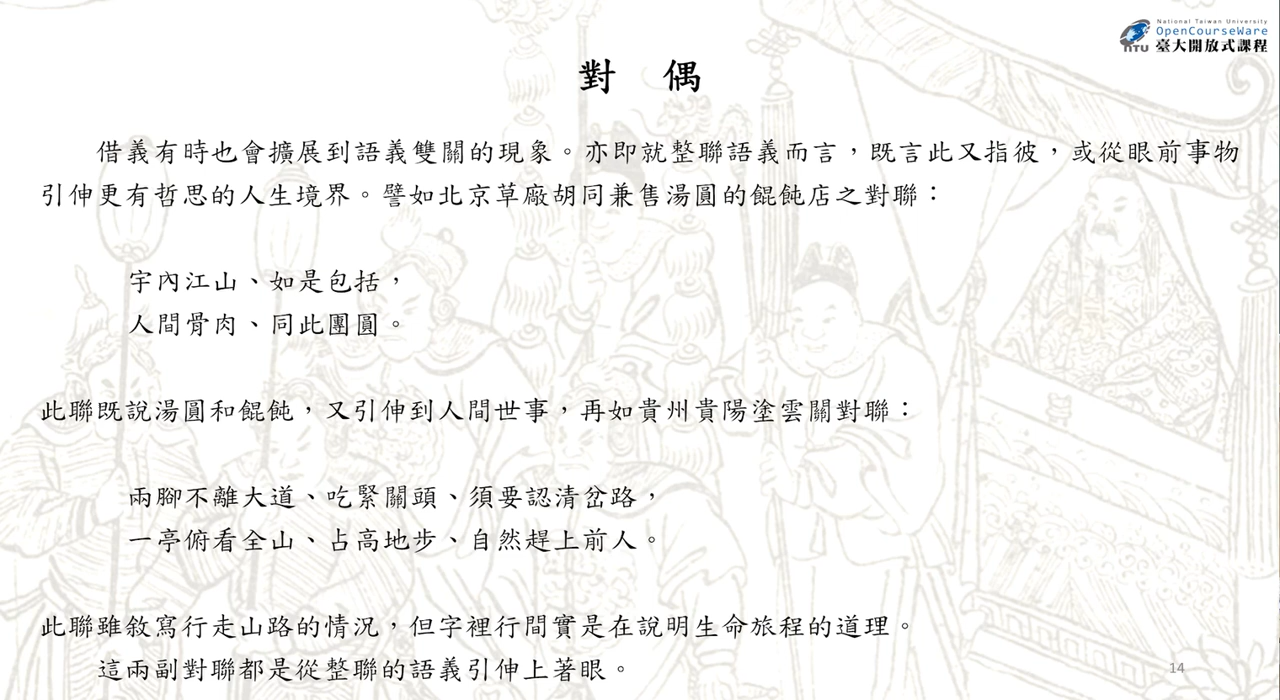 National Taiwan University
OpenCourseWare
NTU 臺大開放式課程
對 偶
借義有時也會擴展到語義雙關的現象。亦即就整聯語義而言，既言此又指彼，或從眼前事物
引伸更有哲思的人生境界。譬如北京草廠胡同兼售湯圓的餛飩店之對聯：
宇內江山、如是包括，
人間骨肉、同此團圓。
此聯既說湯圓和餛飩，又引伸到人間世事，再如貴州貴陽塗雲關對聯：
兩腳不離大道、吃緊關頭、須要認清岔路，
一亭俯看全山、占高地步、自然趕上前人。
此聯雖敘寫行走山路的情況，但字裡行間實是在說明生命旅程的道理。
這兩副對聯都是從整聯的語義引伸上著眼。
14